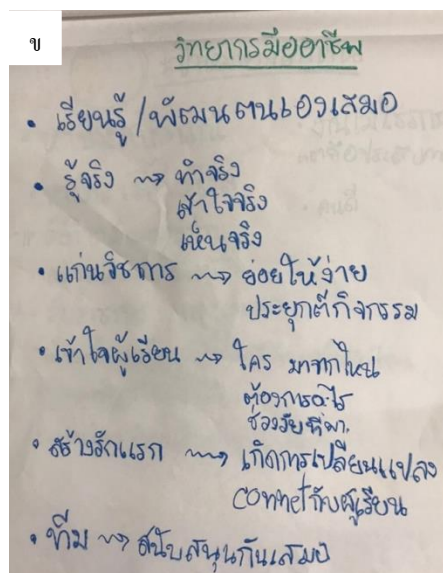 ข
วิทยากรมืออาชีพ
• เรียนรู้/พัฒนตนเองเสมอ
• รู้จริง ~> ทำจริง
เข้าใจจริง
เห็นจริง
• แก่นวิชาการ ~> ย่อยให้ง่าย
ประยุกต์กิจกรรม
• เข้าใจผู้เรียน ~> ใคร มาจากไหน
ต้องการอะไร
ช่วงวัยที่มา
• สร้างรักแรก ~> เกิดการเปลี่ยนแปลง
connetกับผู้เรียน
• ทีม ~> สนับสนุนกันเสมอ